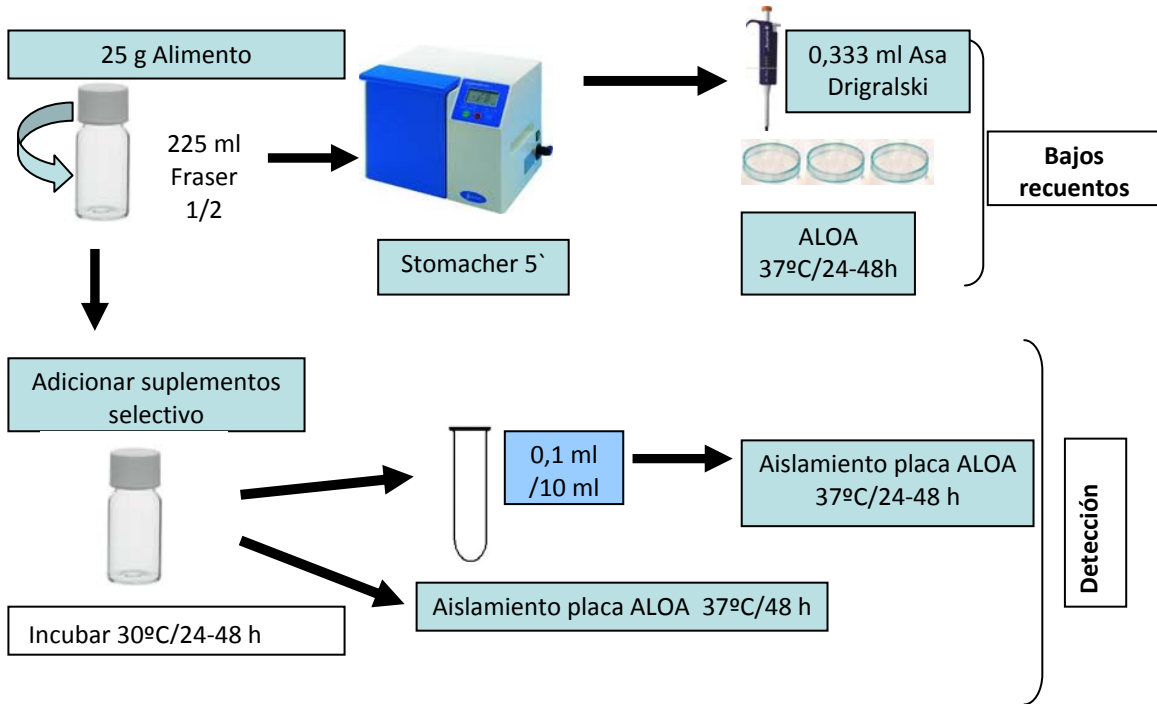 25 g Alimento
225 ml
Fraser
1/2
Stomacher 5`
0,333 ml Asa
Drigralski
ALOA
37ºC/24-48h
Bajos
recuentos
Adicionar suplementos
selectivo
Incubar 30ºC/24-48 h
0,1 ml
/10 ml
Aislamiento placa ALOA
37ºC/24-48 h
Aislamiento placa ALOA 37ºC/48 h
Detección